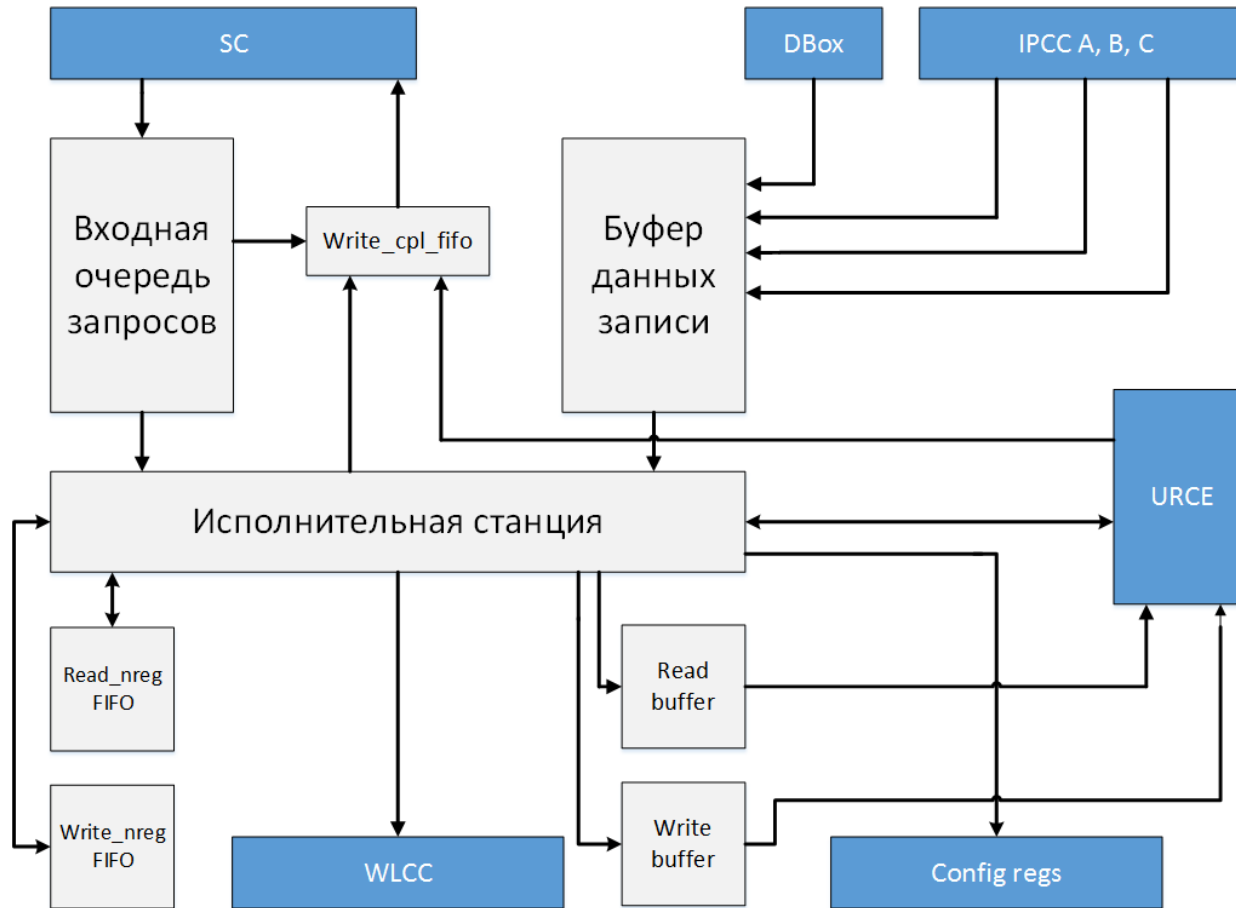 SC
DBox
IPCC A, B, C
Входная
очередь
запросов
Write_cpl_fifo
Буфер
данных
записи
URCE
Исполнительная станция
Read_nreg
FIFO
Read
buffer
Write_nreg
FIFO
WLCC
Write
buffer
Config regs